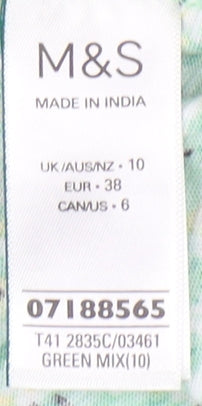 M&S
MADE IN INDIA
UK/AUS/NZ • 10
EUR • 38
CAN/US • 6
07188565
T41 2835C/03461
GREEN MIX(10)